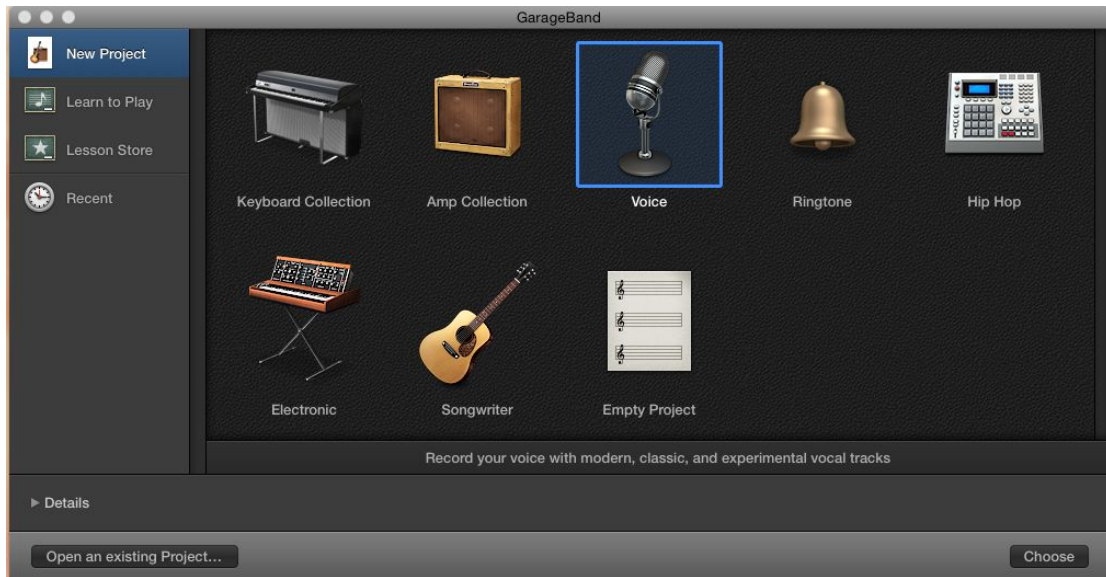 GarageBand
New Project
Learn to Play
Lesson Store
Recent
Keyboard Collection
Amp Collection
Voice
Ringtone
Hip Hop
Electronic
Songwriter
Empty Project
Record your voice with modern, classic, and experimental vocal tracks
Details
Open an existing Project...
Choose